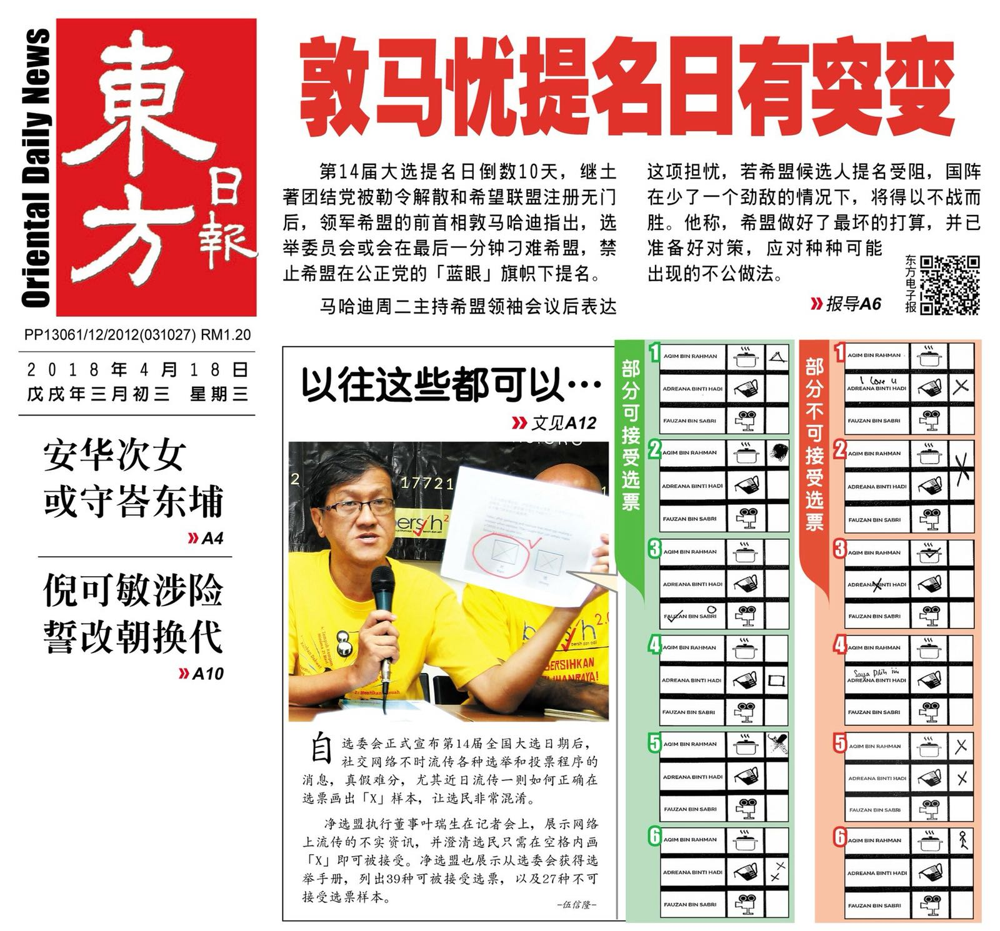 Oriental Daily News
東方日報
PP13061/12/2012(031027) RM1.20
2018年4月18日
戊戌年三月初三 星期三
安华次女
或守峇东埔
A4
倪可敏涉险
誓改朝换代
A10
敦马忧提名日有突变
第14届大选提名日倒数10天，继土
著团结党被勒令解散和希望联盟注册无门
后，领军希盟的前首相敦马哈迪指出，选
举委员会或会在最后一分钟刁难希盟，禁
止希盟在公正党的「蓝眼」旗帜下提名。
马哈迪周二主持希盟领袖会议后表达
这项担忧，若希盟候选人提名受阻，国阵
在少了一个劲敌的情况下，将得以不战而
胜。他称，希盟做好了最坏的打算，并已
准备好对策，应对种种可能
出现的不公做法。
报导A6
东方电子报
以往这些都可以…
文见A12
2
17721
1
bersih 2
bersih 2.0
bersih dan adil
BERSIHKAN
PILIHANRAYA!
自选委会正式宣布第14届全国大选日期后，
社交网络不时流传各种选举和投票程序的
消息，真假难分，尤其近日流传一则如何正确在
选票画出「X」样本，让选民非常混淆。
净选盟执行董事叶瑞生在记者会上，展示网络
上流传的不实资讯，并澄清选民只需在空格内画
「X」即可被接受。净选盟也展示从选委会获得选
举手册，列出39种可被接受选票，以及27种不可
接受选票样本。
-伍信隆-
部分可接受选票
1
AQIM BIN RAHMAN
ADREANA BINTI HADI
FAUZAN BIN SABRI
2
AQIM BIN RAHMAN
ADREANA BINTI HADI
FAUZAN BIN SABRI
3
AQIM BIN RAHMAN
ADREANA BINTI HADI
FAUZAN BIN SABRI
4
AQIM BIN RAHMAN
ADREANA BINTI HADI
FAUZAN BIN SABRI
5
AQIM BIN RAHMAN
ADREANA BINTI HADI
FAUZAN BIN SABRI
6
AQIM BIN RAHMAN
ADREANA BINTI HADI
FAUZAN BIN SABRI
部分不可接受选票
1
AQIM BIN RAHMAN
I love u
ADREANA BINTI HADI
FAUZAN BIN SABRI
2
AQIM BIN RAHMAN
ADREANA BINTI HADI
FAUZAN BIN SABRI
3
AQIM BIN RAHMAN
ADREANA BINTI HADI
FAUZAN BIN SABRI
4
AQIM BIN RAHMAN
Saya pilih ini
ADREANA BINTI HADI
FAUZAN BIN SABRI
5
AQIM BIN RAHMAN
ADREANA BINTI HADI
FAUZAN BIN SABRI
6
AQIM BIN RAHMAN
ADREANA BINTI HADI
FAUZAN BIN SABRI